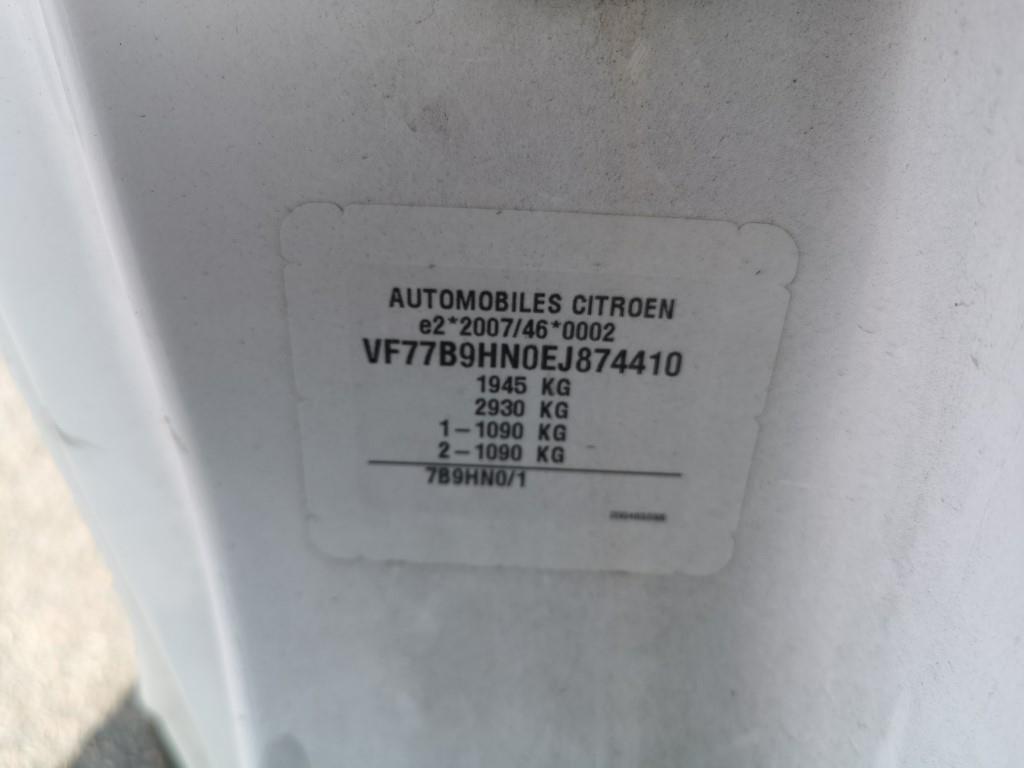 AUTOMOBILES CITROEN
e2*2007/46*0002
VF77B9HN0EJ874410
1945 KG
2930 KG
1-1090 KG
2-1090 KG
7B9HN0/1